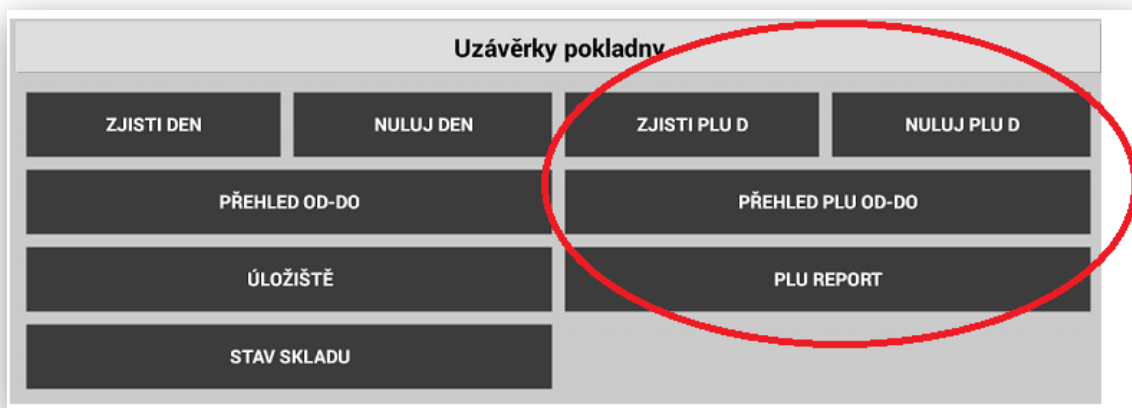 Uzávěrky pokladny
ZJISTI DEN NULUJ DEN ZJISTI PLU D NULUJ PLU D
PŘEHLED OD-DO PŘEHLED PLU OD-DO
ÚLOŽIŠTĚ PLU REPORT
STAV SKLADU